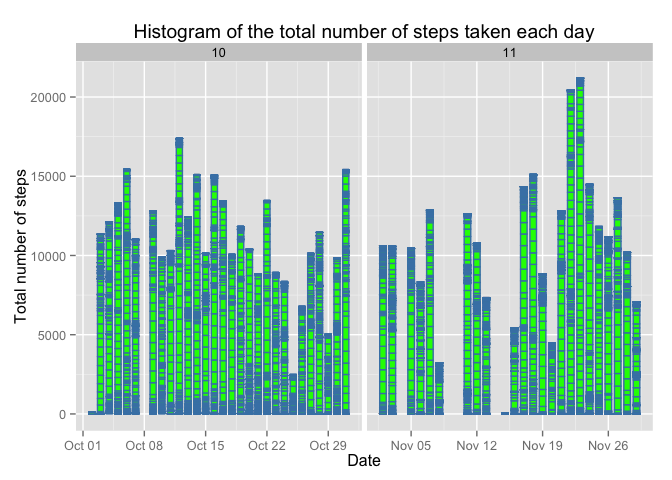 Histogram of the total number of steps taken each day
10 11
Total number of steps
20000
15000
10000
5000
0
Oct 01 Oct 08 Oct 15 Oct 22 Oct 29 Nov 05 Nov 12 Nov 19 Nov 26
Date